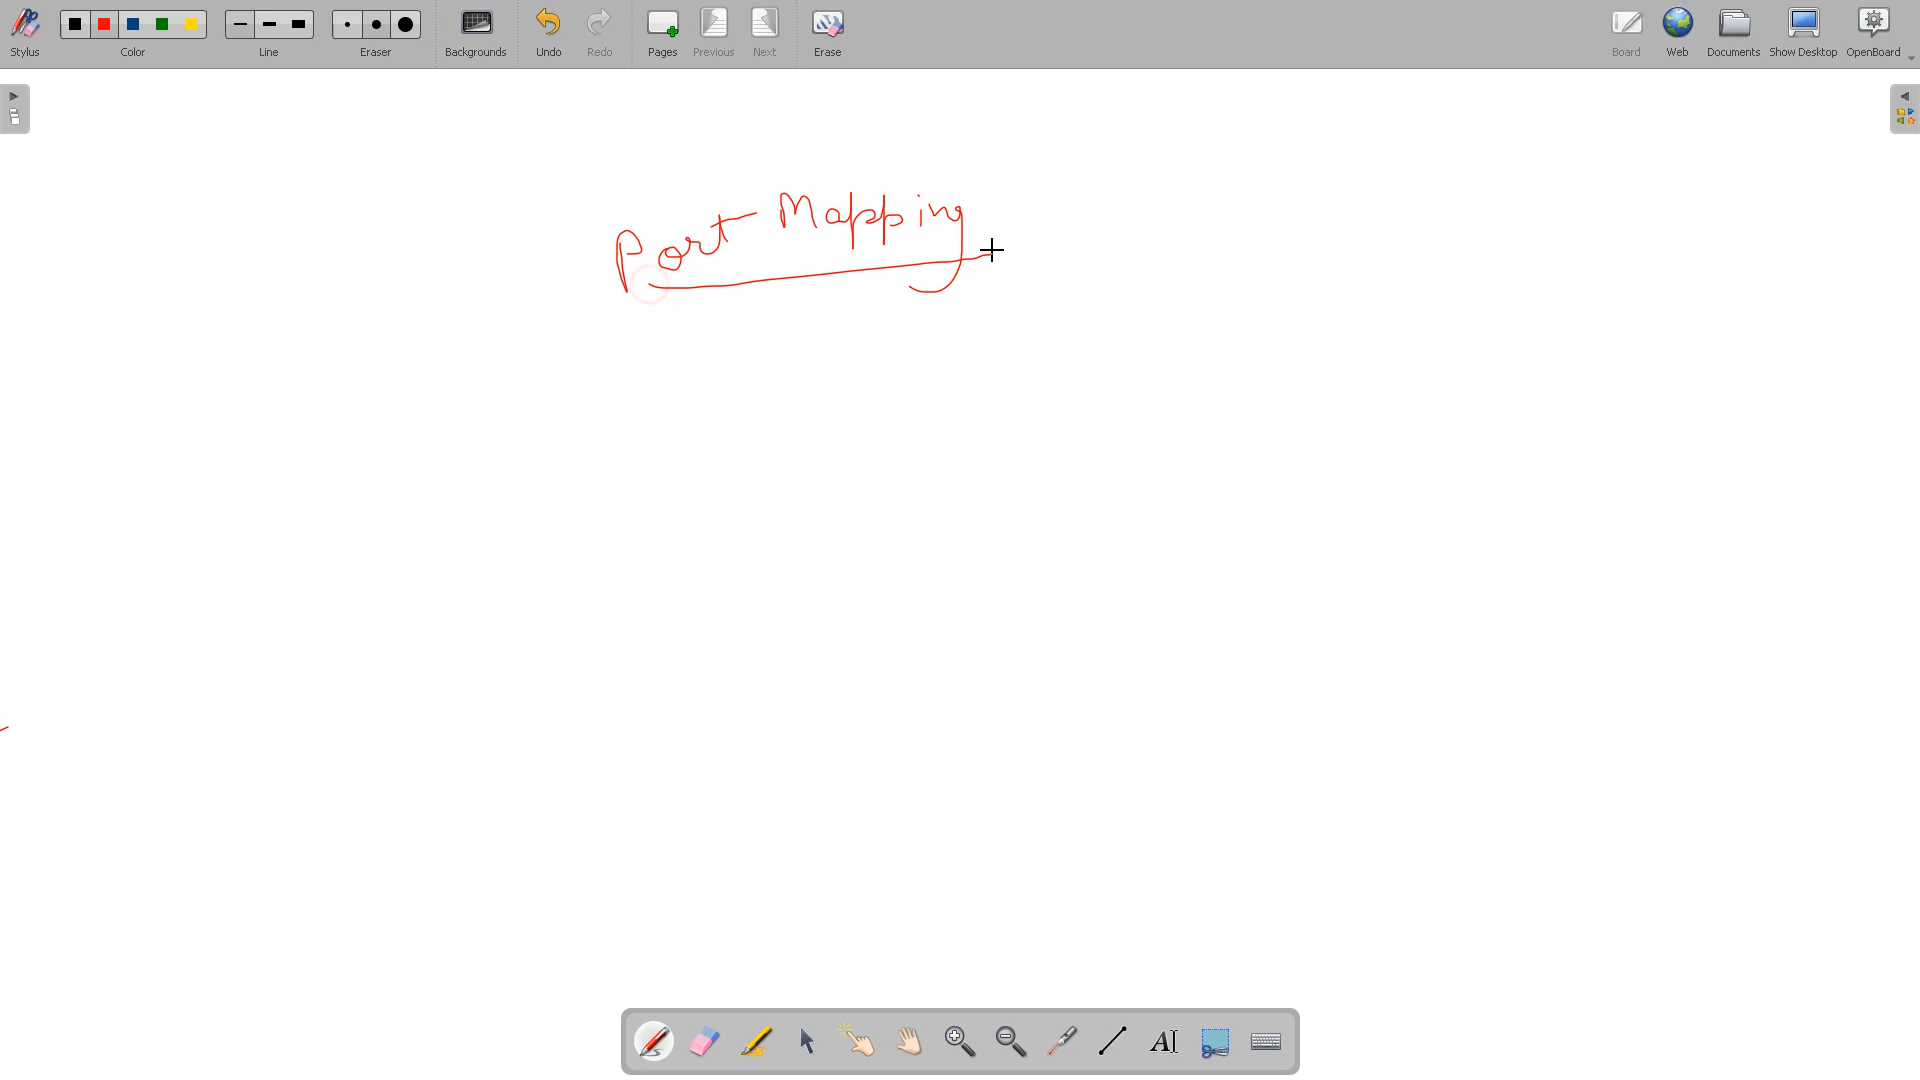 Stylus
Color
Line
Eraser
Backgrounds
Undo
Redo
Pages
Previous
Next
Erase
Board
Web
Documents
Show Desktop
OpenBoard
Port Mapping
AI